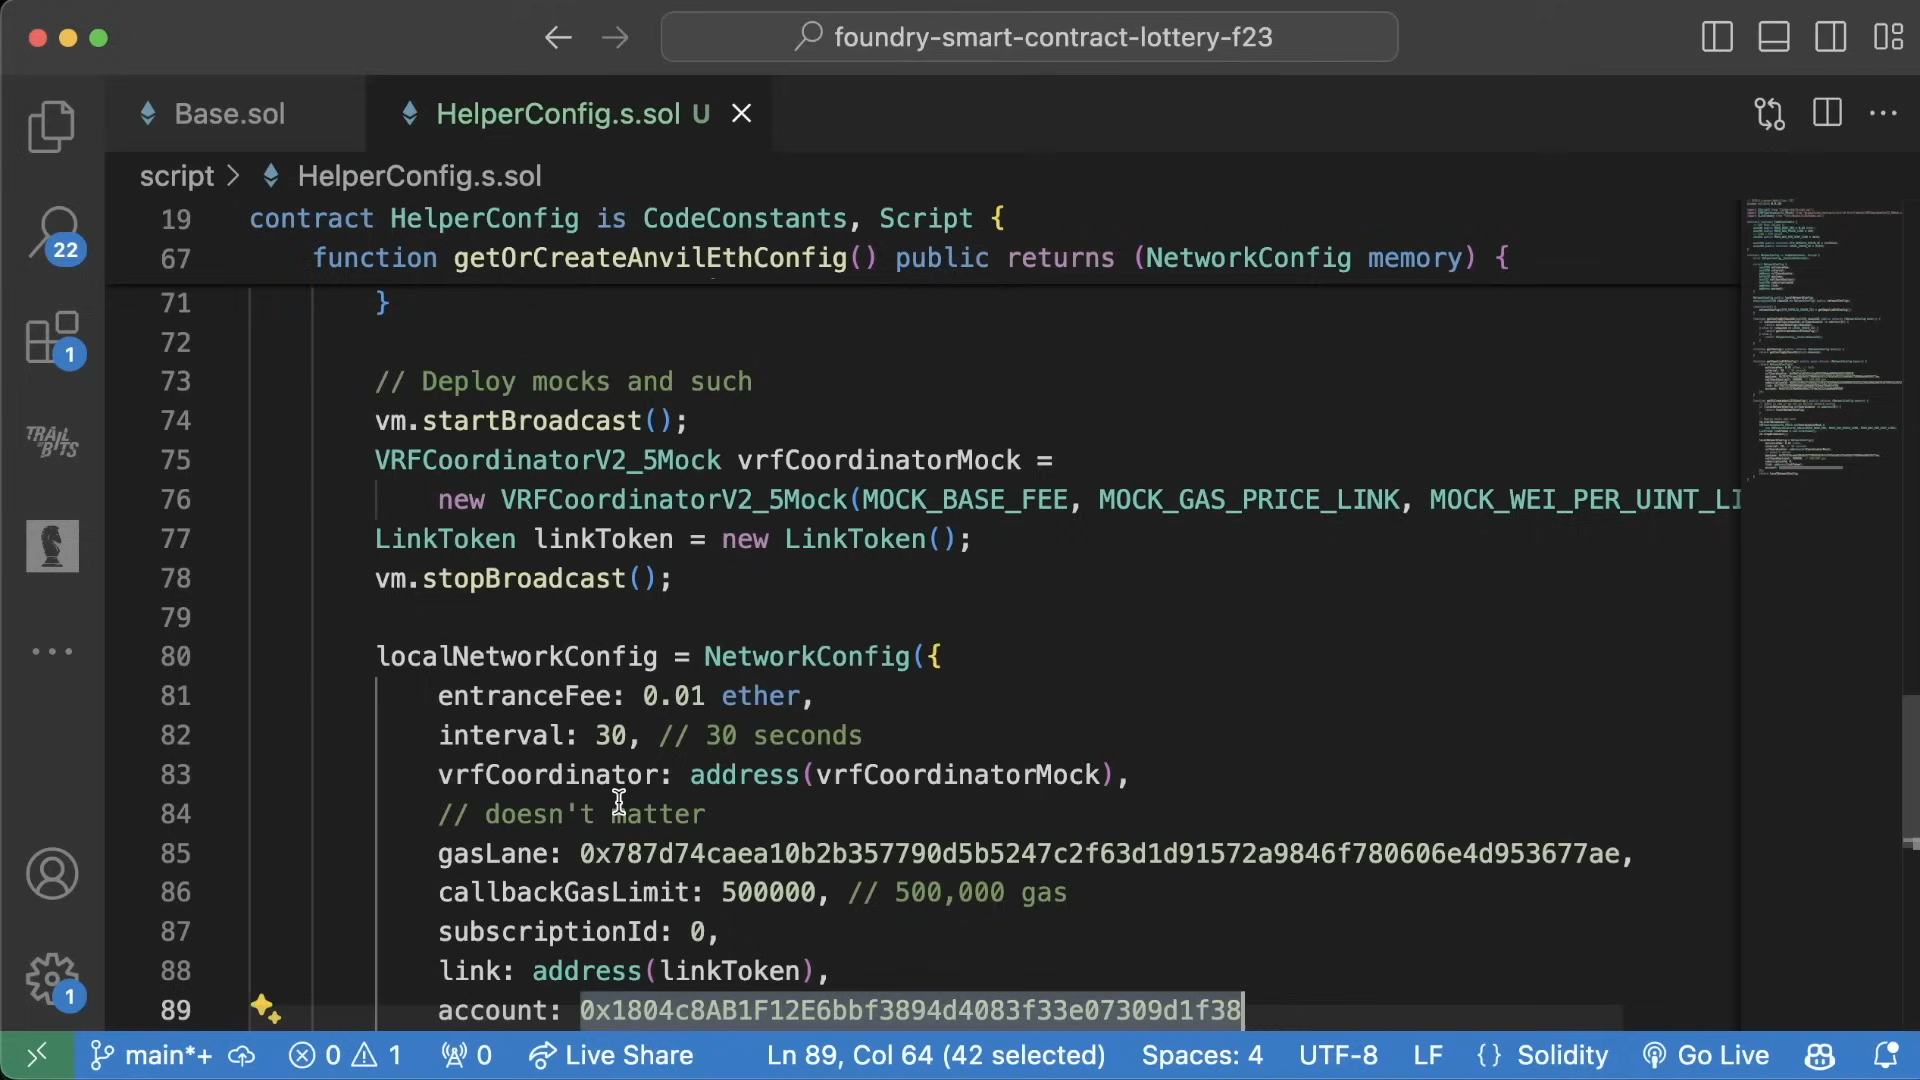 foundry-smart-contract-lottery-f23
Base.sol
HelperConfig.s.sol U
script > HelperConfig.s.sol
19 contract HelperConfig is CodeConstants, Script {
67 function getOrCreateAnvilEthConfig() public returns (NetworkConfig memory) {
71 }
72
73 // Deploy mocks and such
74 vm.startBroadcast();
75 VRFCoordinatorV2_5Mock vrfCoordinatorMock =
76 new VRFCoordinatorV2_5Mock(MOCK_BASE_FEE, MOCK_GAS_PRICE_LINK, MOCK_WEI_PER_UINT_LI
77 LinkToken linkToken = new LinkToken();
78 vm.stopBroadcast();
79
80 localNetworkConfig = NetworkConfig({
81 entranceFee: 0.01 ether,
82 interval: 30, // 30 seconds
83 vrfCoordinator: address(vrfCoordinatorMock),
84 // doesn't matter
85 gasLane: 0x787d74caea10b2b357790d5b5247c2f63d1d91572a9846f780606e4d953677ae,
86 callbackGasLimit: 500000, // 500,000 gas
87 subscriptionId: 0,
88 link: address(linkToken),
89 account: 0x1804c8AB1F12E6bbf3894d4083f33e07309d1f38
22
1
TRAIL OF BITS
1
main*+ 0 1 0 Live Share Ln 89, Col 64 (42 selected) Spaces: 4 UTF-8 LF {} Solidity Go Live